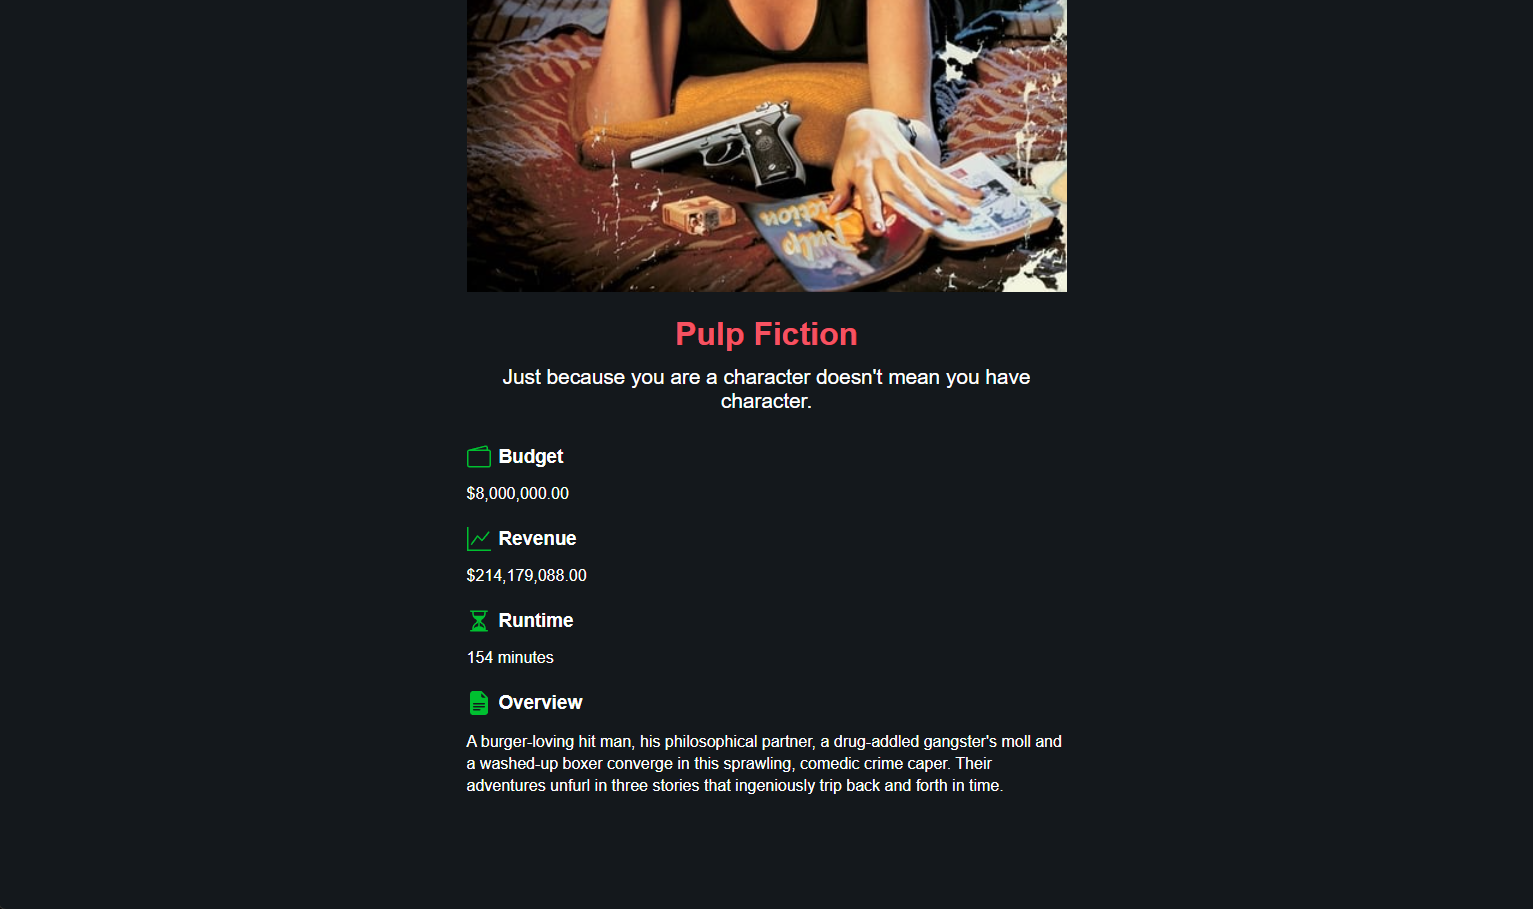 Pulp
Fiction
Pulp Fiction
Just because you are a character doesn't mean you have
character.
Budget
$8,000,000.00
Revenue
$214,179,088.00
Runtime
154 minutes
Overview
A burger-loving hit man, his philosophical partner, a drug-addled gangster's moll and
a washed-up boxer converge in this sprawling, comedic crime caper. Their
adventures unfurl in three stories that ingeniously trip back and forth in time.